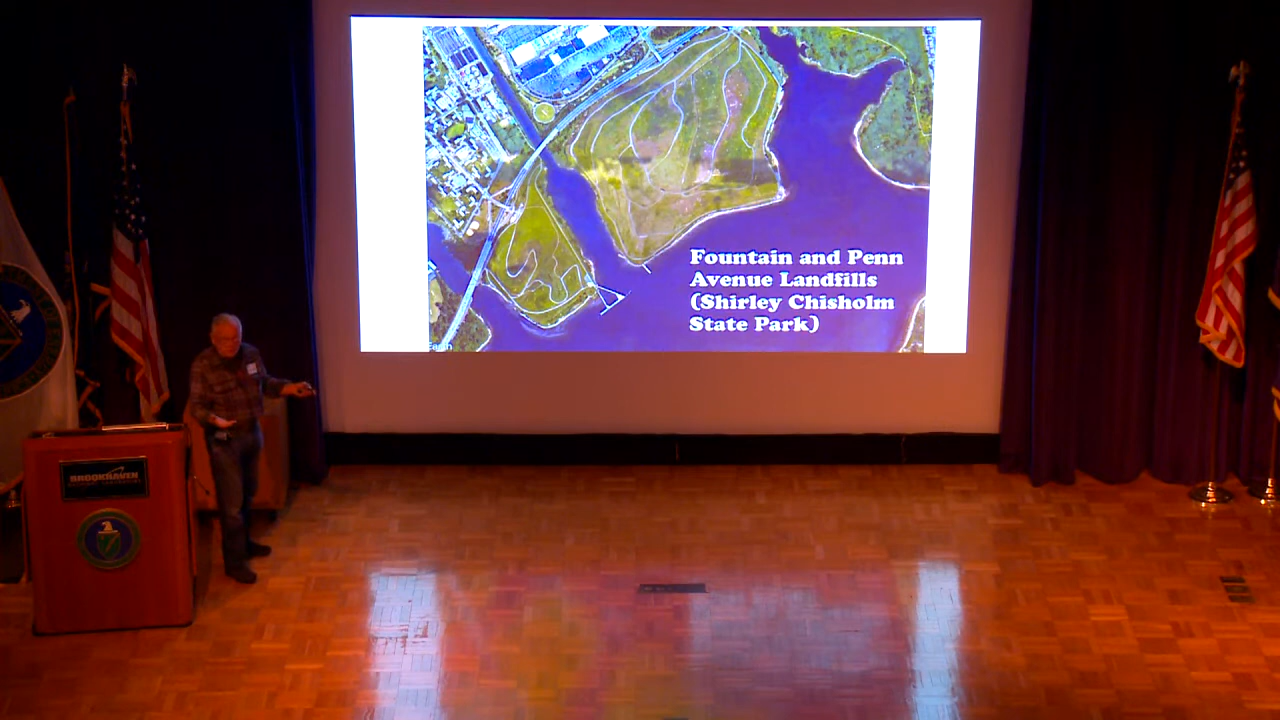 Fountain and Penn
Avenue Landfills
(Shirley Chisholm
State Park)
BROOKHAVEN